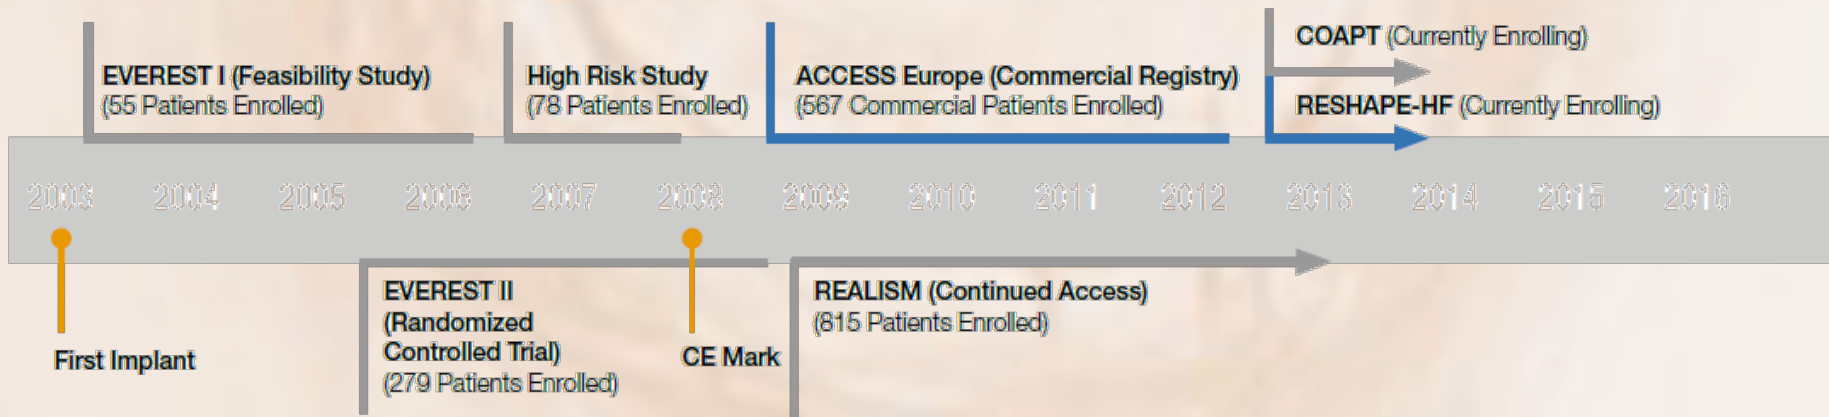 EVEREST I (Feasibility Study)
(55 Patients Enrolled)
High Risk Study
(78 Patients Enrolled)
ACCESS Europe (Commercial Registry)
(567 Commercial Patients Enrolled)
COAPT (Currently Enrolling)
RESHAPE-HF (Currently Enrolling)
2003 2004 2005 2006 2007 2008 2009 2010 2011 2012 2013 2014 2015 2016
First Implant
EVEREST II
(Randomized
Controlled Trial)
(279 Patients Enrolled)
CE Mark
REALISM (Continued Access)
(815 Patients Enrolled)